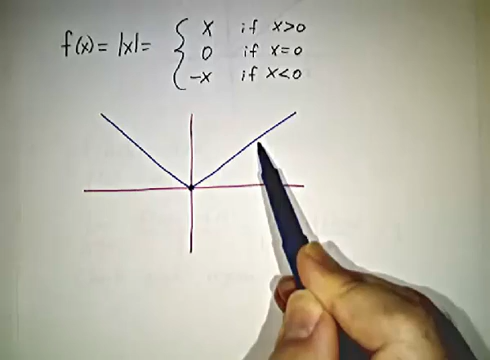 f(x) = |x| = { x if x>0
0 if x=0
-x if x<0